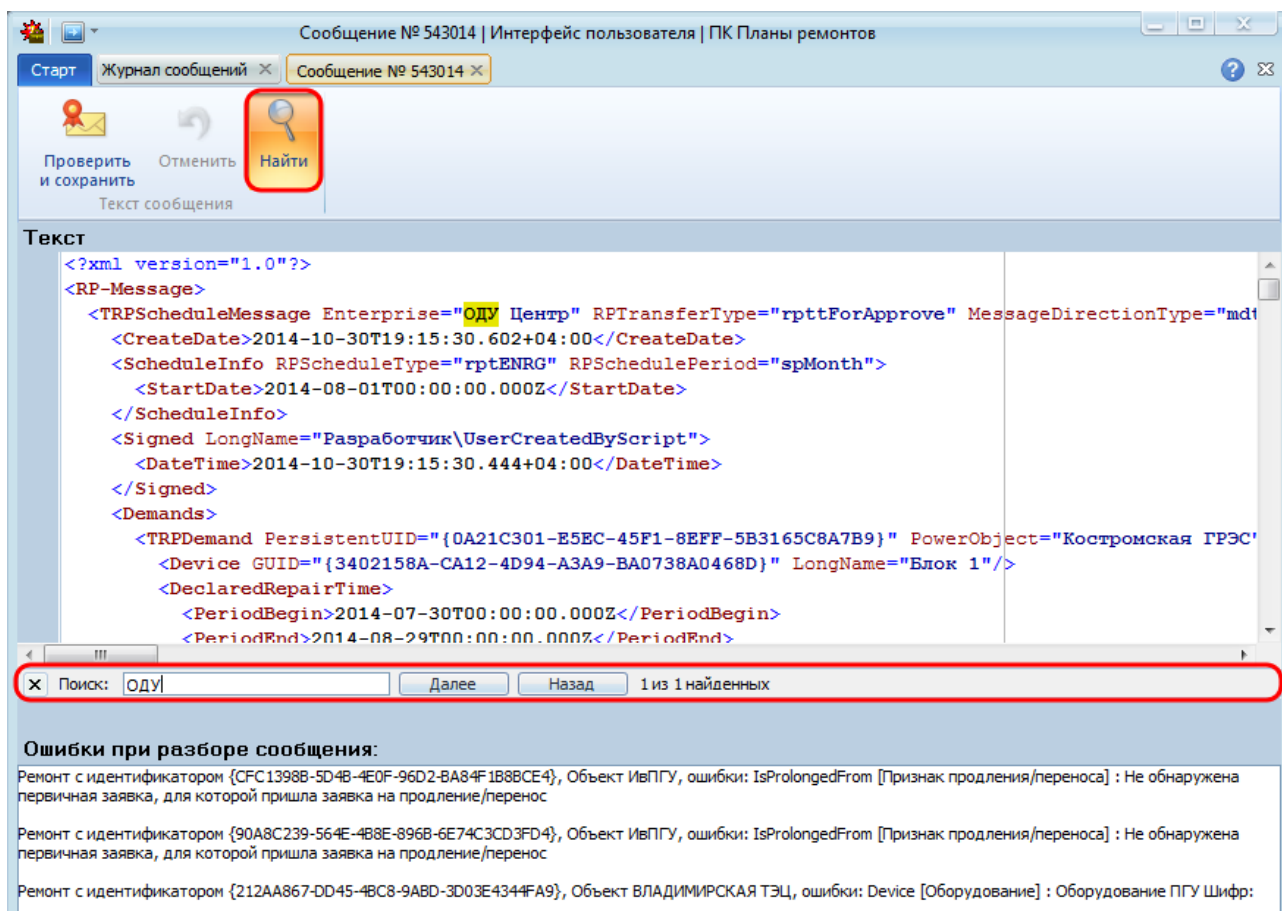 Сообщение № 543014 | Интерфейс пользователя | ПК Планы ремонтов
Старт Журнал сообщений Сообщение № 543014
Проверить и сохранить
Отменить
Найти
Текст сообщения
Текст
<?xml version="1.0"?>
<RP-Message>
<TRPScheduleMessage Enterprise="ОДУ Центр" RPTransferType="rpttForApprove" MessageDirectionType="mdt
<CreateDate>2014-10-30T19:15:30.602+04:00</CreateDate>
<ScheduleInfo RPScheduleType="rptENRG" RPSchedulePeriod="spMonth">
<StartDate>2014-08-01T00:00:00.000Z</StartDate>
</ScheduleInfo>
<Signed LongName="Разработчик\UserCreatedByScript">
<DateTime>2014-10-30T19:15:30.444+04:00</DateTime>
</Signed>
<Demands>
<TRPDemand PersistentUID="{0A21C301-E5EC-45F1-8EFF-5B3165C8A7B9}" PowerObject="Костромская ГРЭС"
<Device GUID="{3402158A-CA12-4D94-A3A9-BA0738A0468D}" LongName="Блок 1"/>
<DeclaredRepairTime>
<PeriodBegin>2014-07-30T00:00:00.000Z</PeriodBegin>
<PeriodEnd>2014-08-29T00:00:00.000Z</PeriodEnd>
Поиск: ОДУ Далее Назад 1 из 1 найденных
Ошибки при разборе сообщения:
Ремонт с идентификатором {CFC1398B-5D4B-4E0F-96D2-BA84F1B8BCE4}, Объект ИвПГУ, ошибки: IsProlongedFrom [Признак продления/переноса] : Не обнаружена
первичная заявка, для которой пришла заявка на продление/перенос
Ремонт с идентификатором {90A8C239-564E-4B8E-896B-6E74C3CD3FD4}, Объект ИвПГУ, ошибки: IsProlongedFrom [Признак продления/переноса] : Не обнаружена
первичная заявка, для которой пришла заявка на продление/перенос
Ремонт с идентификатором {212AA867-DD45-4BC8-9ABD-3D03E4344FA9}, Объект ВЛАДИМИРСКАЯ ТЭЦ, ошибки: Device [Оборудование] : Оборудование ПГУ Шифр: